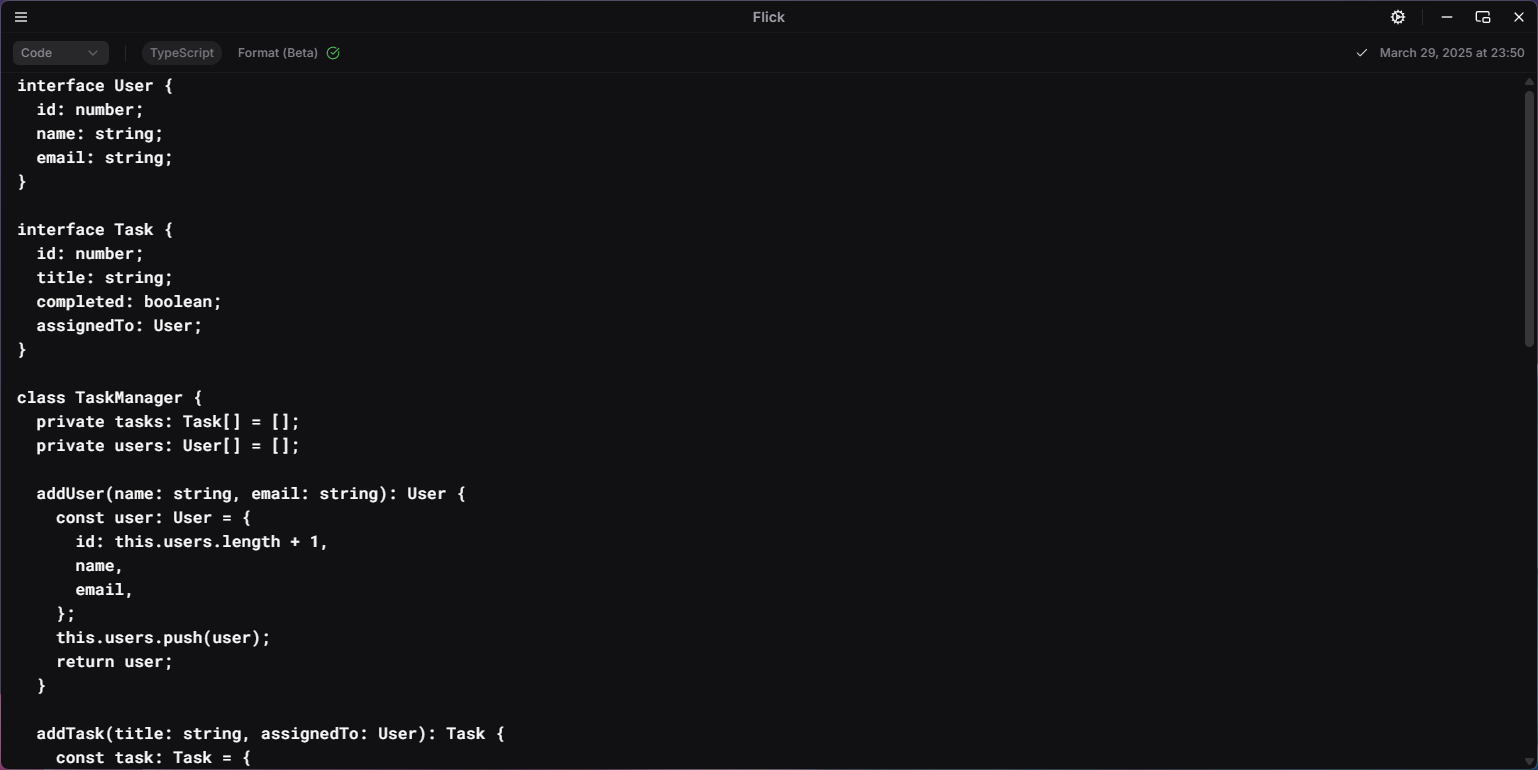 Flick
Code
TypeScript
Format (Beta)
March 29, 2025 at 23:50
interface User {
  id: number;
  name: string;
  email: string;
}

interface Task {
  id: number;
  title: string;
  completed: boolean;
  assignedTo: User;
}

class TaskManager {
  private tasks: Task[] = [];
  private users: User[] = [];

  addUser(name: string, email: string): User {
    const user: User = {
      id: this.users.length + 1,
      name,
      email,
    };
    this.users.push(user);
    return user;
  }

  addTask(title: string, assignedTo: User): Task {
    const task: Task = {